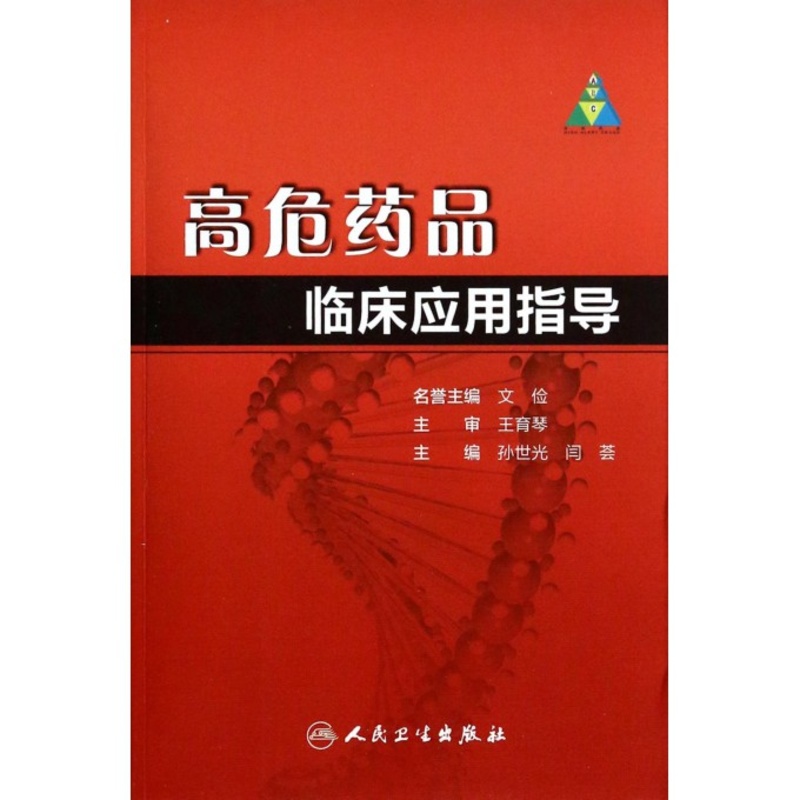 A
B
C
高危药品
临床应用指导
名誉主编 文 俭
主 审 王育琴
主 编 孙世光 闫 荟
人民卫生出版社